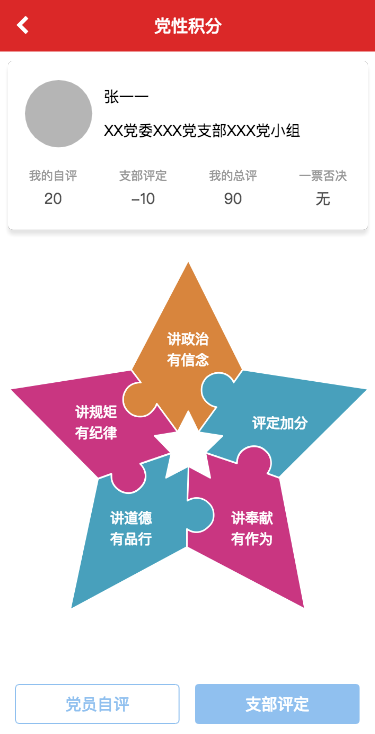 党性积分
张一一
XX党委XXX党支部XXX党小组
我的自评 支部评定 我的总评 一票否决
20 -10 90 无
讲政治
有信念
讲规矩
有纪律
评定加分
讲道德
有品行
讲奉献
有作为
党员自评 支部评定